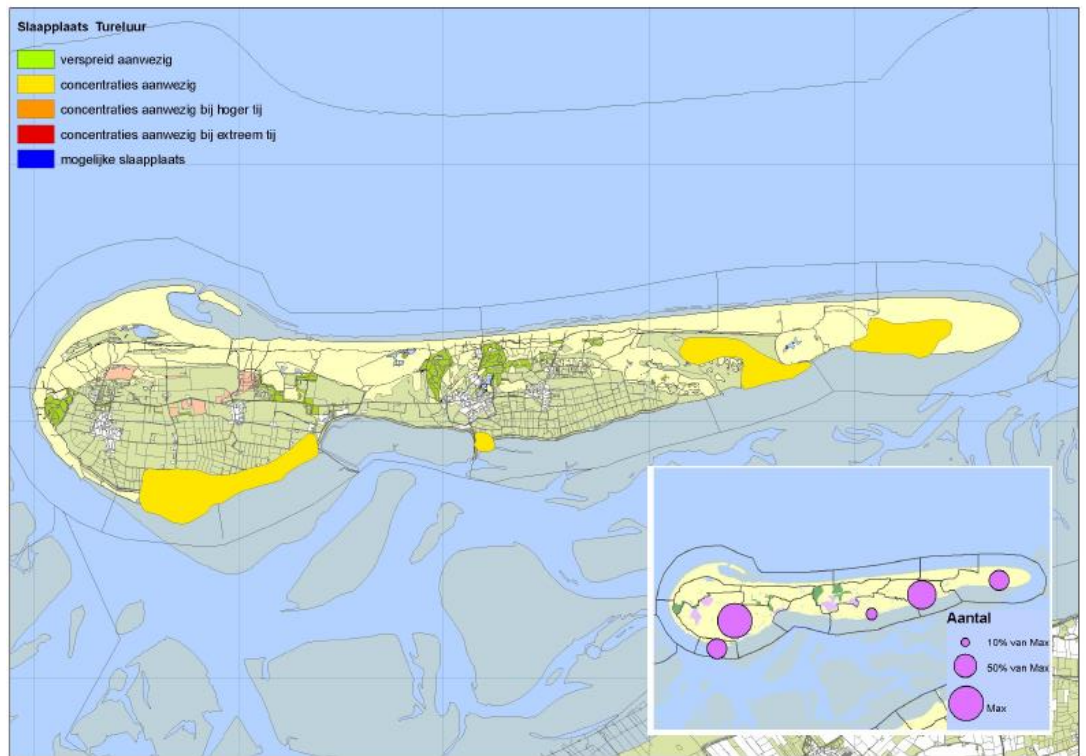 Slaapplaats Tureluur
verspreid aanwezig
concentraties aanwezig
concentraties aanwezig bij hoger tij
concentraties aanwezig bij extreem tij
mogelijke slaapplaats
Aantal
10% van Max
50% van Max
Max